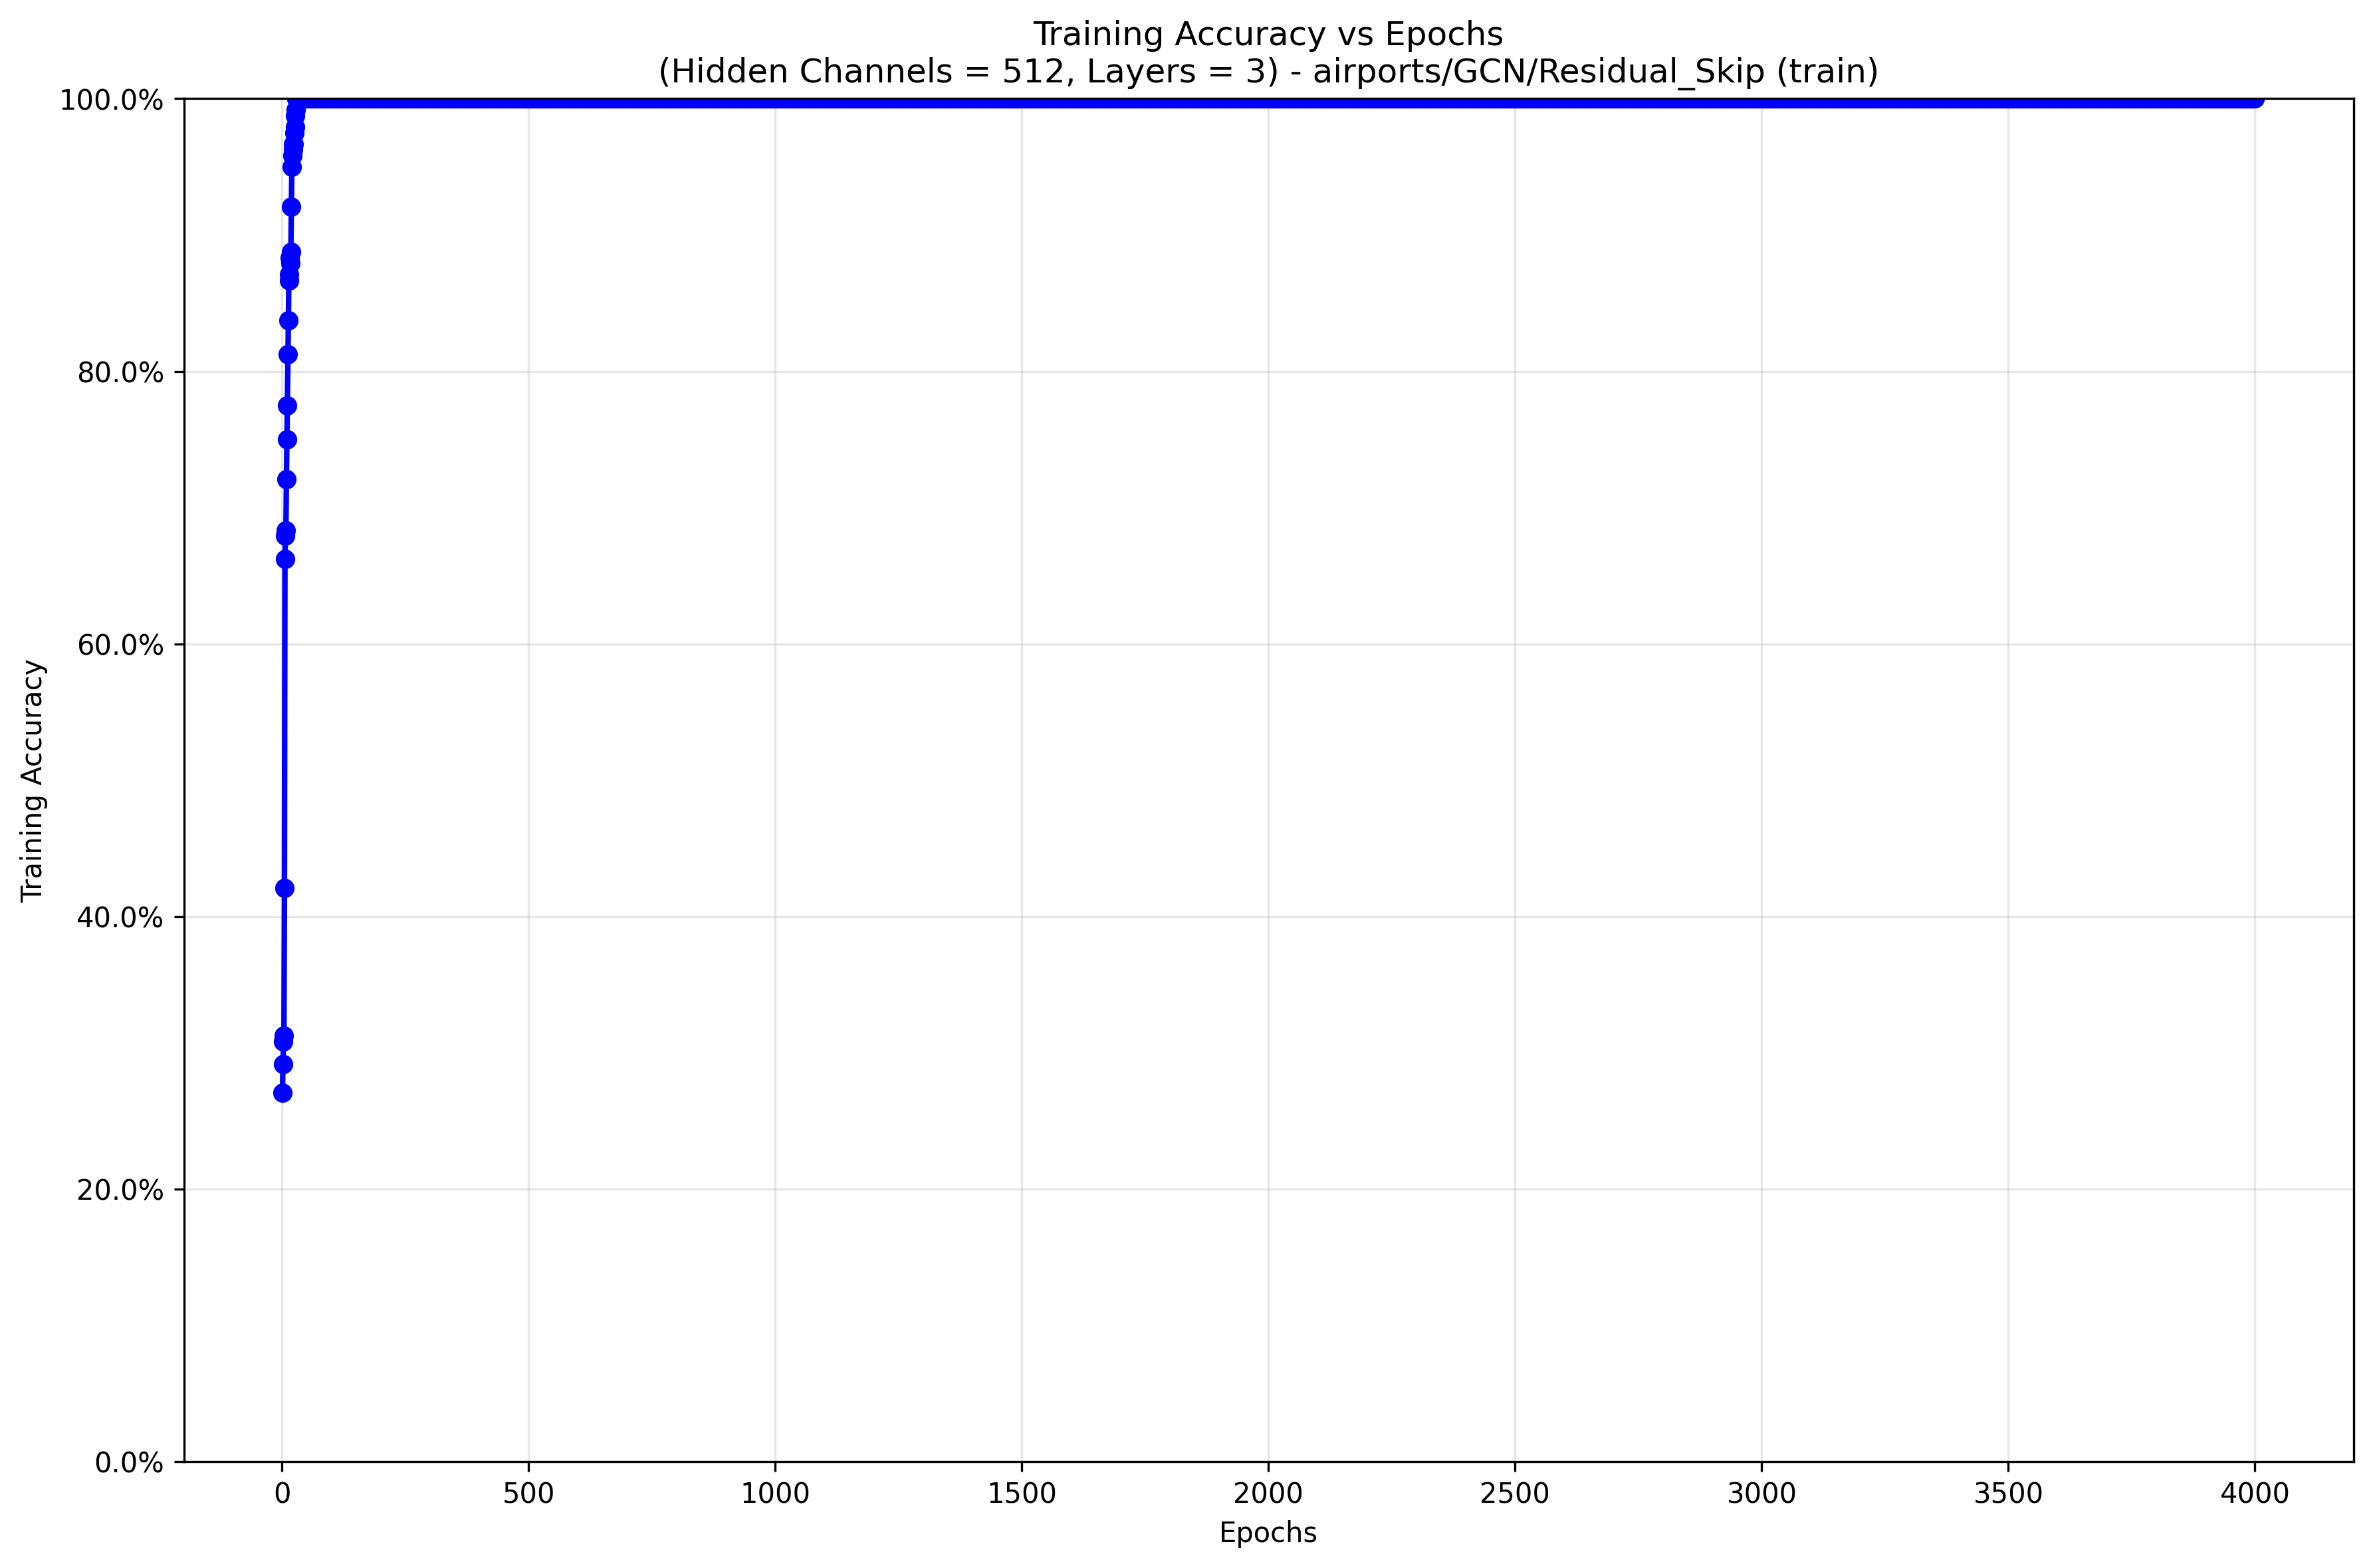 Training Accuracy vs Epochs
(Hidden Channels = 512, Layers = 3) - airports/GCN/Residual_Skip (train)
100.0%
80.0%
60.0%
40.0%
20.0%
0.0%
Training Accuracy
0 500 1000 1500 2000 2500 3000 3500 4000
Epochs